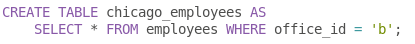 CREATE TABLE chicago_employees AS
    SELECT * FROM employees WHERE office_id = 'b';